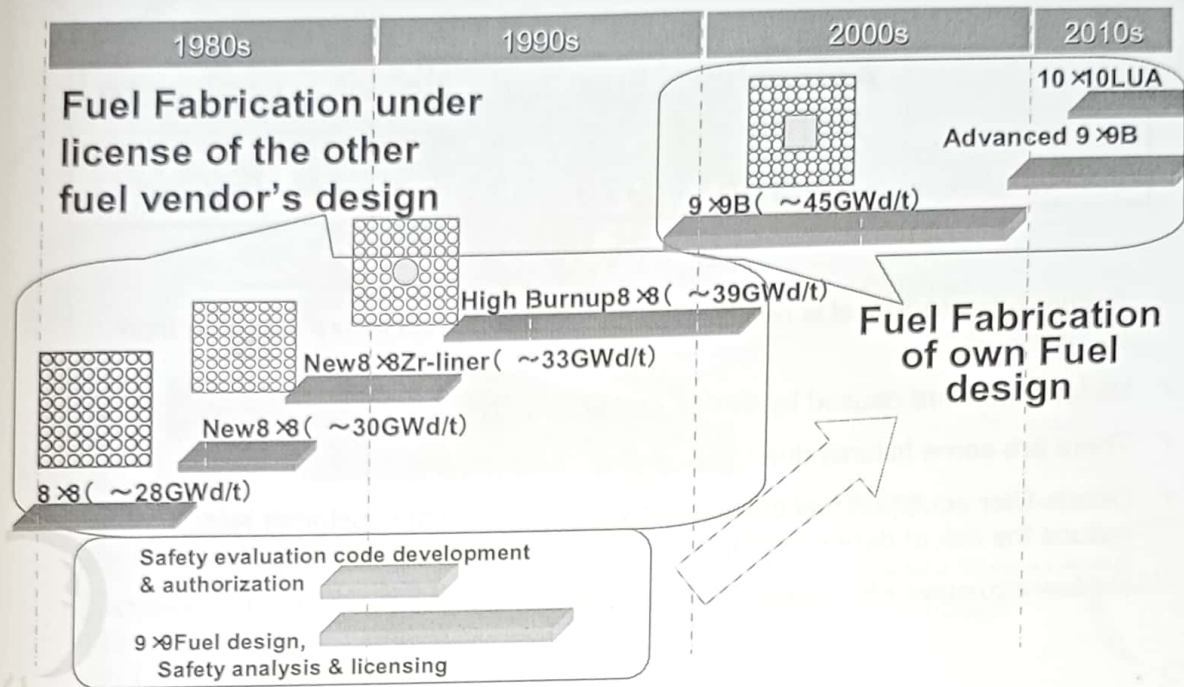 1980s
1990s
2000s
2010s
Fuel Fabrication under
license of the other
fuel vendor's design
10×10LUA
Advanced 9×9B
9×9B( ~45GWd/t)
High Burnup8×8( ~39GWd/t)
Fuel Fabrication
of own Fuel
design
New8×8Zr-liner( ~33GWd/t)
New8×8( ~30GWd/t)
8×8( ~28GWd/t)
Safety evaluation code development
& authorization
9×9Fuel design,
Safety analysis & licensing